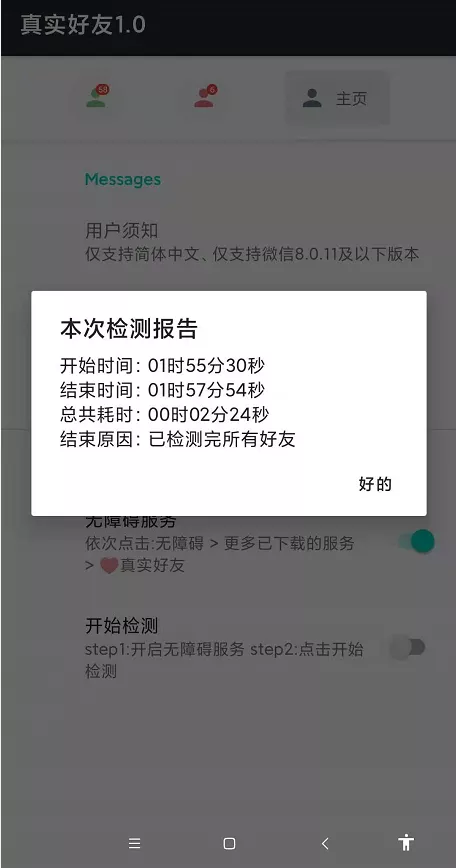 真实好友1.0
58
6
主页
Messages
用户须知
仅支持简体中文、仅支持微信8.0.11及以下版本
本次检测报告
开始时间: 01时55分30秒
结束时间: 01时57分54秒
总共耗时: 00时02分24秒
结束原因: 已检测完所有好友
好的
无障碍服务
依次点击:无障碍 > 更多已下载的服务
> ❤真实好友
开始检测
step1:开启无障碍服务 step2:点击开始
检测